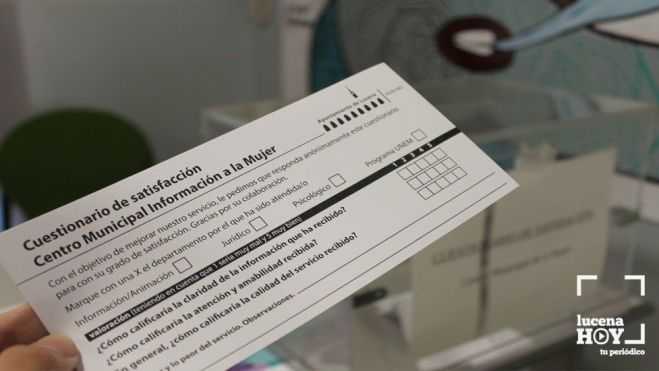 Ayuntamiento de Lucena
Cuestionario de satisfacción
Centro Municipal Información a la Mujer
Con el objetivo de mejorar nuestro servicio, le pedimos que responda anónimamente este cuestionario
para con su grado de satisfacción. Gracias por su colaboración.
Marque con una X el departamento por el que ha sido atendida/o
Información/Animación
Jurídico
Psicológico
Programa UNEM
valoración (teniendo en cuenta que 1 sería muy mal y 5 muy bien)
1 2 3 4 5
¿Cómo calificaría la claridad de la información que ha recibido?
¿Cómo calificaría la atención y amabilidad recibida?
general, ¿cómo calificaría la calidad del servicio recibido?
y lo peor del servicio. Observaciones.
lucena
HOY
tu periódico